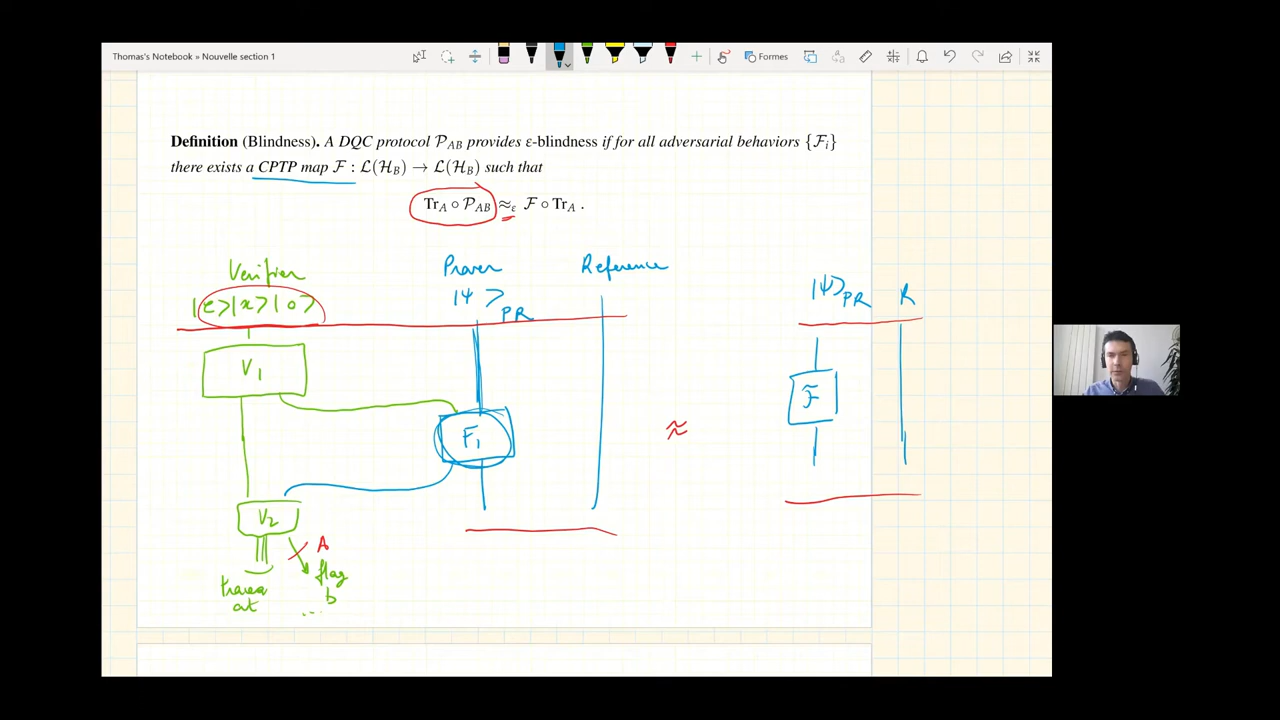 Thomas's Notebook » Nouvelle section 1
Formes
Definition (Blindness). A DQC protocol P_AB provides ε-blindness if for all adversarial behaviors {F_i}
there exists a CPTP map F : L(H_B) → L(H_B) such that
Tr_A ∘ P_AB ≈_ε F ∘ Tr_A .
Verifier Prover Reference
|c>|x>|0> |ψ>_PR |ψ>_PR R
V_1
F̃
F_1
≈
V_2
A
flag
b
...